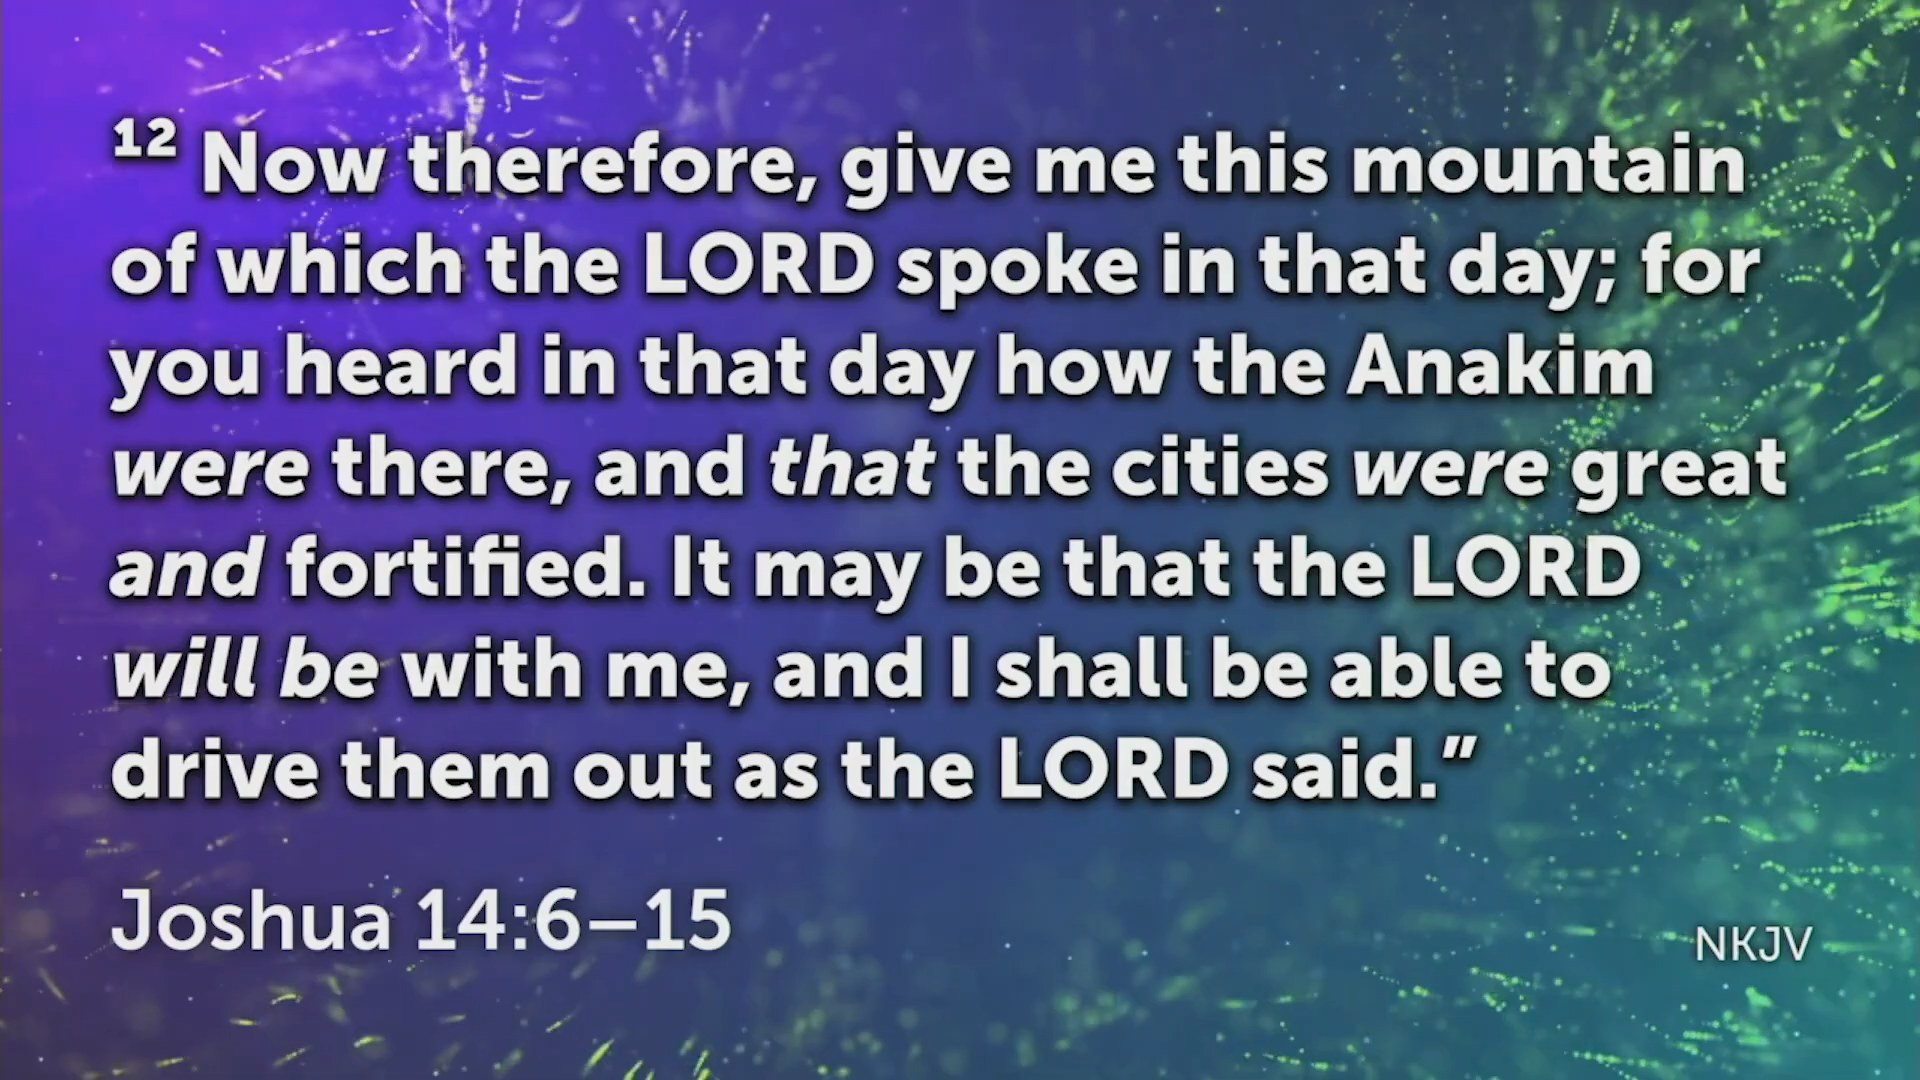 12 Now therefore, give me this mountain
of which the LORD spoke in that day; for
you heard in that day how the Anakim
were there, and that the cities were great
and fortified. It may be that the LORD
will be with me, and I shall be able to
drive them out as the LORD said.”
Joshua 14:6–15
NKJV